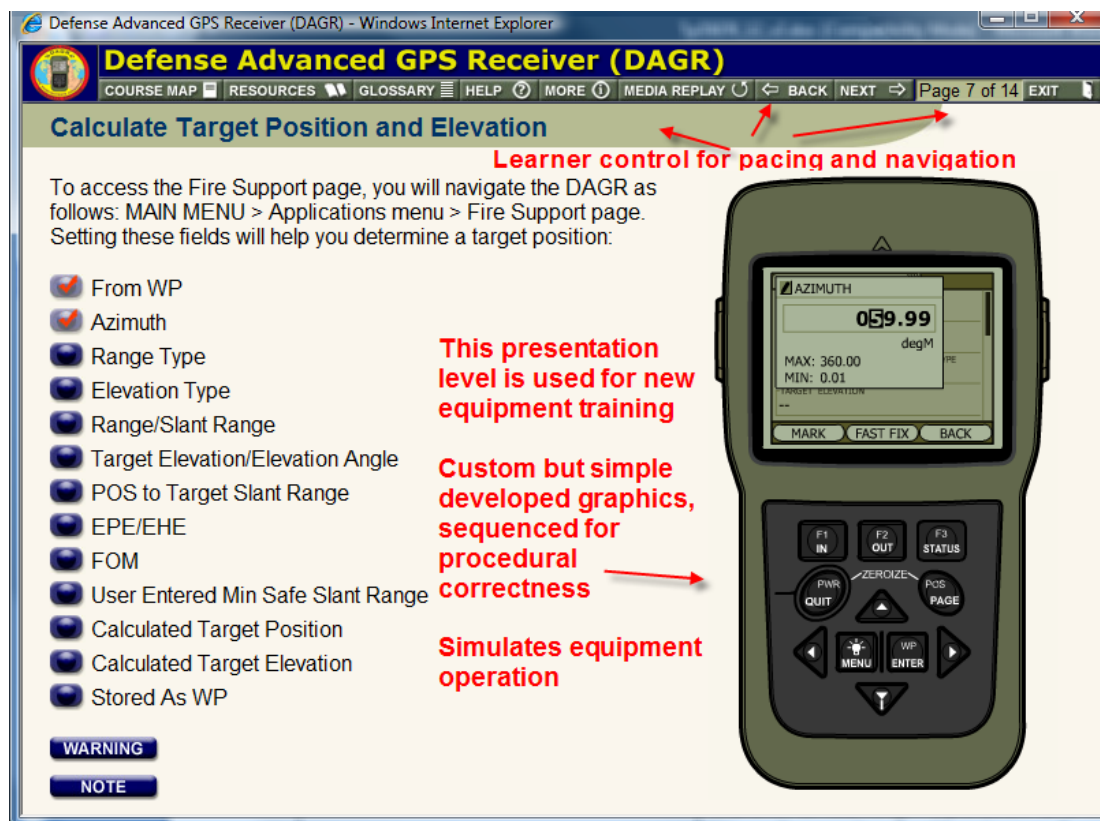 Defense Advanced GPS Receiver (DAGR) - Windows Internet Explorer
Defense Advanced GPS Receiver (DAGR)
COURSE MAP RESOURCES GLOSSARY HELP MORE MEDIA REPLAY BACK NEXT Page 7 of 14 EXIT
Calculate Target Position and Elevation
Learner control for pacing and navigation
To access the Fire Support page, you will navigate the DAGR as
follows: MAIN MENU > Applications menu > Fire Support page.
Setting these fields will help you determine a target position:
From WP
Azimuth
Range Type
Elevation Type
Range/Slant Range
Target Elevation/Elevation Angle
POS to Target Slant Range
EPE/EHE
FOM
User Entered Min Safe Slant Range
Calculated Target Position
Calculated Target Elevation
Stored As WP
WARNING
NOTE
This presentation
level is used for new
equipment training
Custom but simple
developed graphics,
sequenced for
procedural
correctness
Simulates equipment
operation
AZIMUTH
059.99
degM
MAX: 360.00
MIN: 0.01
TARGET ELEVATION
--
MARK FAST FIX BACK
F1 F2 F3
IN OUT STATUS
PWR ZEROIZE POS
QUIT PAGE
WP
MENU ENTER